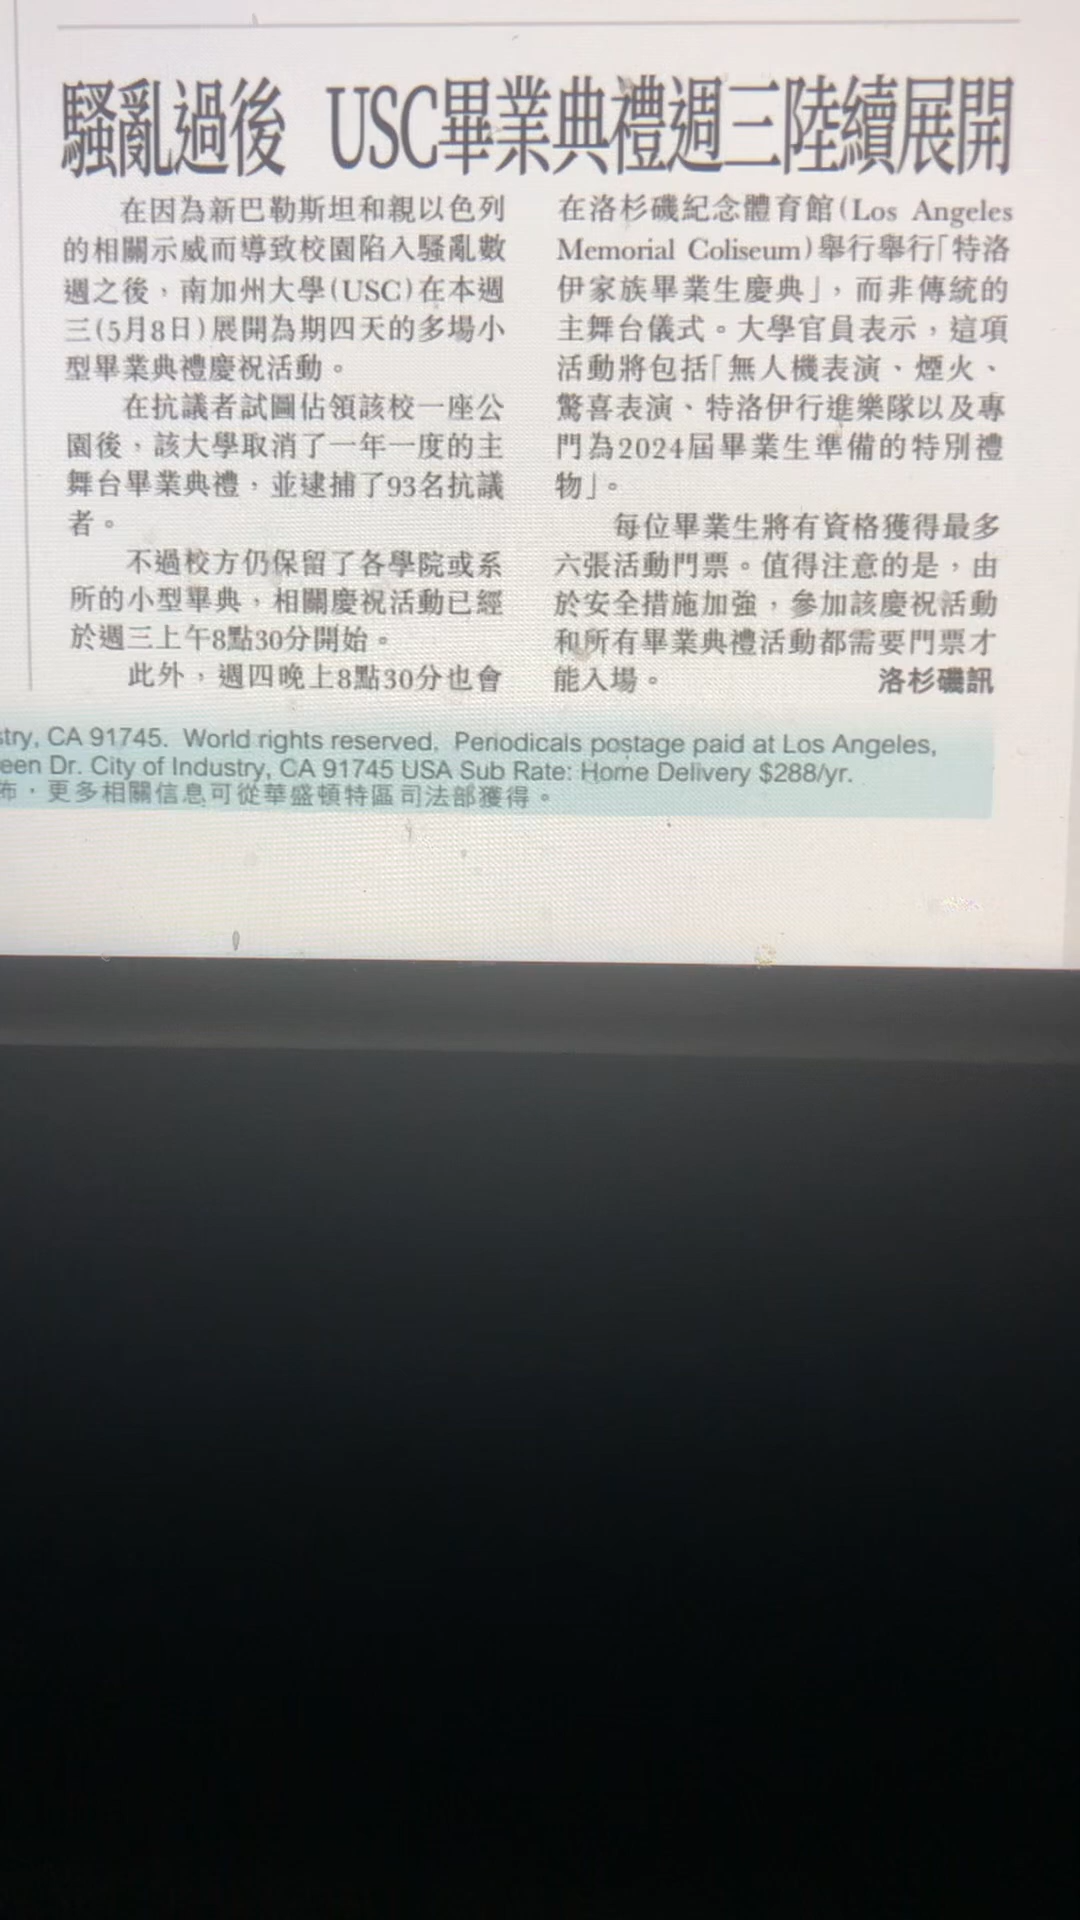 騷亂過後 USC畢業典禮週三陸續展開
在因為新巴勒斯坦和親以色列
的相關示威而導致校園陷入騷亂數
週之後，南加州大學(USC)在本週
三(5月8日)展開為期四天的多場小
型畢業典禮慶祝活動。
在抗議者試圖佔領該校一座公
園後，該大學取消了一年一度的主
舞台畢業典禮，並逮捕了93名抗議
者。
不過校方仍保留了各學院或系
所的小型畢典，相關慶祝活動已經
於週三上午8點30分開始。
此外，週四晚上8點30分也會
在洛杉磯紀念體育館(Los Angeles
Memorial Coliseum)舉行舉行「特洛
伊家族畢業生慶典」，而非傳統的
主舞台儀式。大學官員表示，這項
活動將包括「無人機表演、煙火、
驚喜表演、特洛伊行進樂隊以及專
門為2024屆畢業生準備的特別禮
物」。
每位畢業生將有資格獲得最多
六張活動門票。值得注意的是，由
於安全措施加強，參加該慶祝活動
和所有畢業典禮活動都需要門票才
能入場。 洛杉磯訊
stry, CA 91745. World rights reserved. Periodicals postage paid at Los Angeles,
een Dr. City of Industry, CA 91745 USA Sub Rate: Home Delivery $288/yr.
佈，更多相關信息可從華盛頓特區司法部獲得。